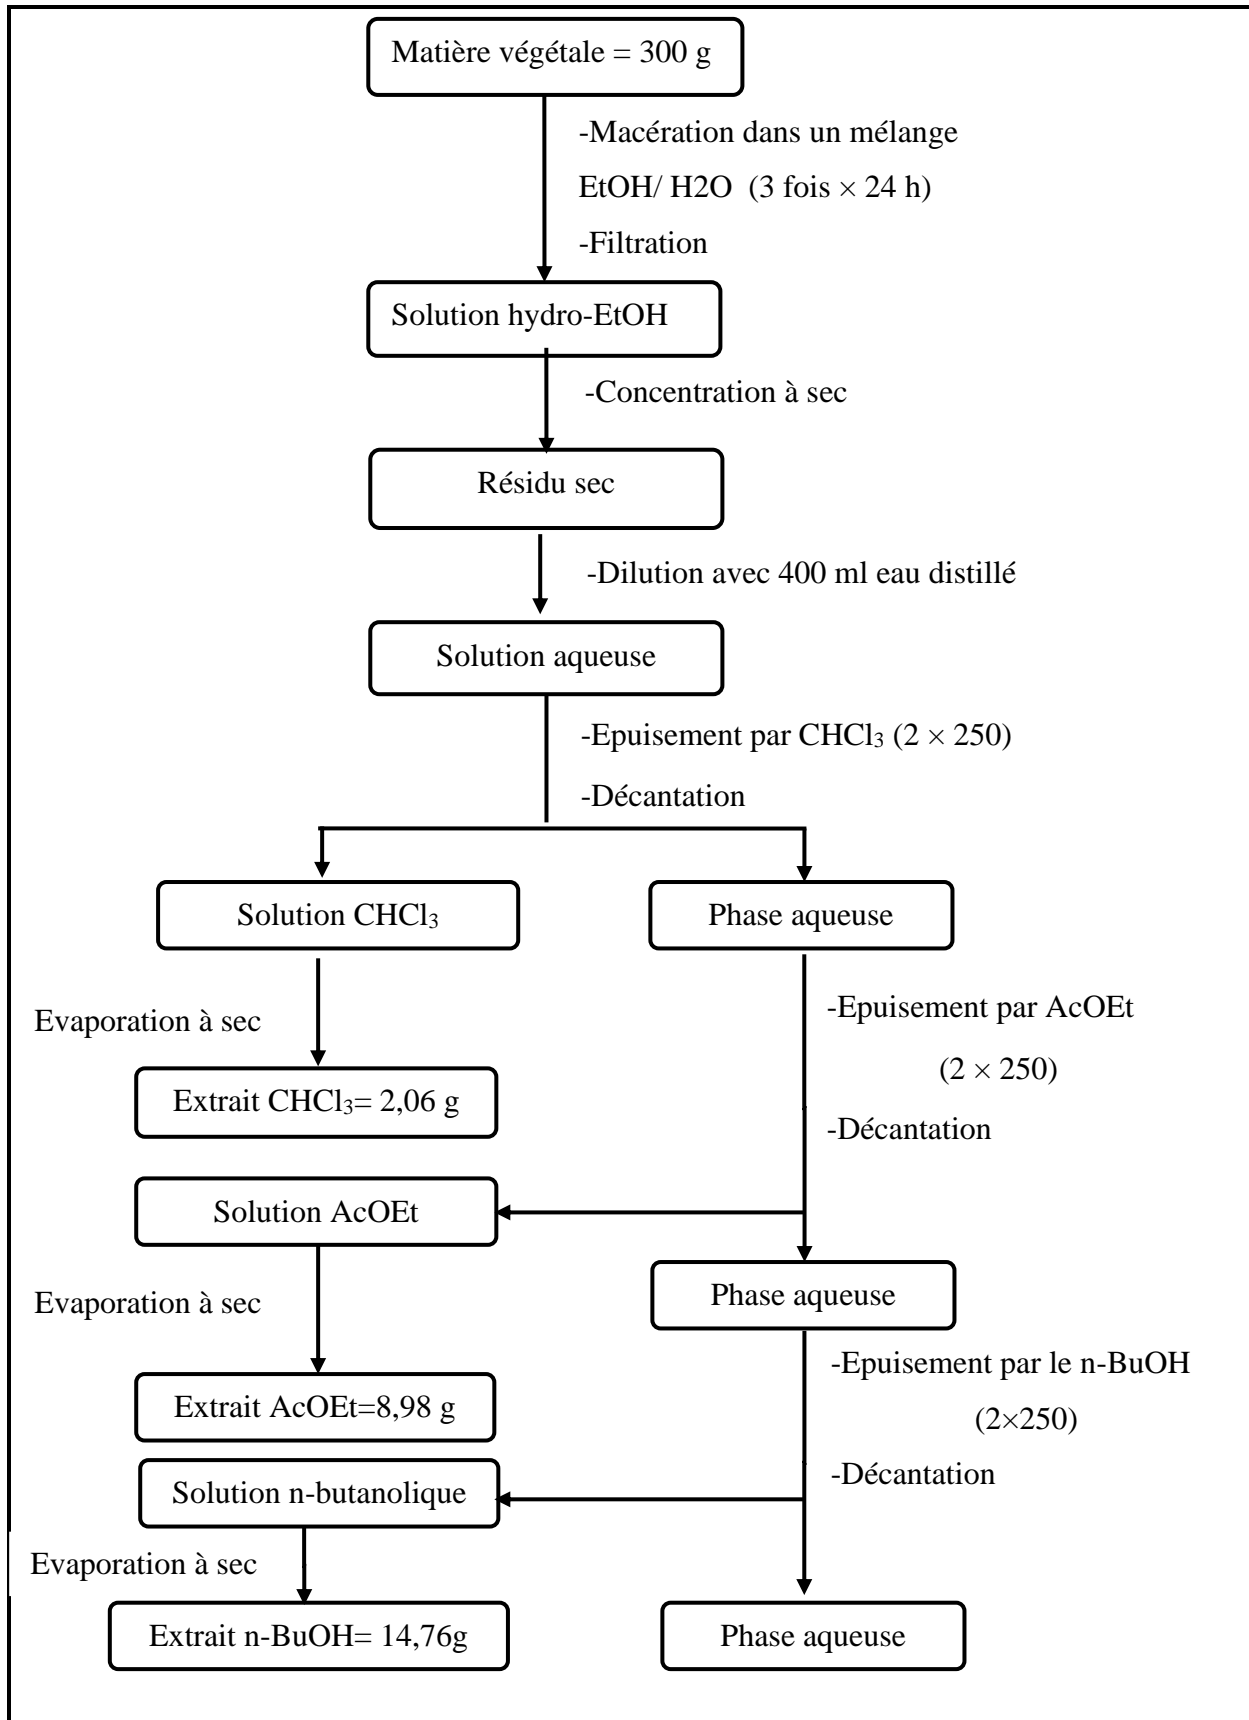 Matière végétale = 300 g
-Macération dans un mélange
EtOH/ H2O (3 fois × 24 h)
-Filtration
Solution hydro-EtOH
-Concentration à sec
Résidu sec
-Dilution avec 400 ml eau distillé
Solution aqueuse
-Epuisement par CHCl₃ (2 × 250)
-Décantation
Solution CHCl₃
Phase aqueuse
Evaporation à sec
-Epuisement par AcOEt
(2 × 250)
Extrait CHCl₃= 2,06 g
-Décantation
Solution AcOEt
Phase aqueuse
Evaporation à sec
-Epuisement par le n-BuOH
Extrait AcOEt=8,98 g
(2×250)
-Décantation
Solution n-butanolique
Evaporation à sec
Extrait n-BuOH= 14,76g
Phase aqueuse